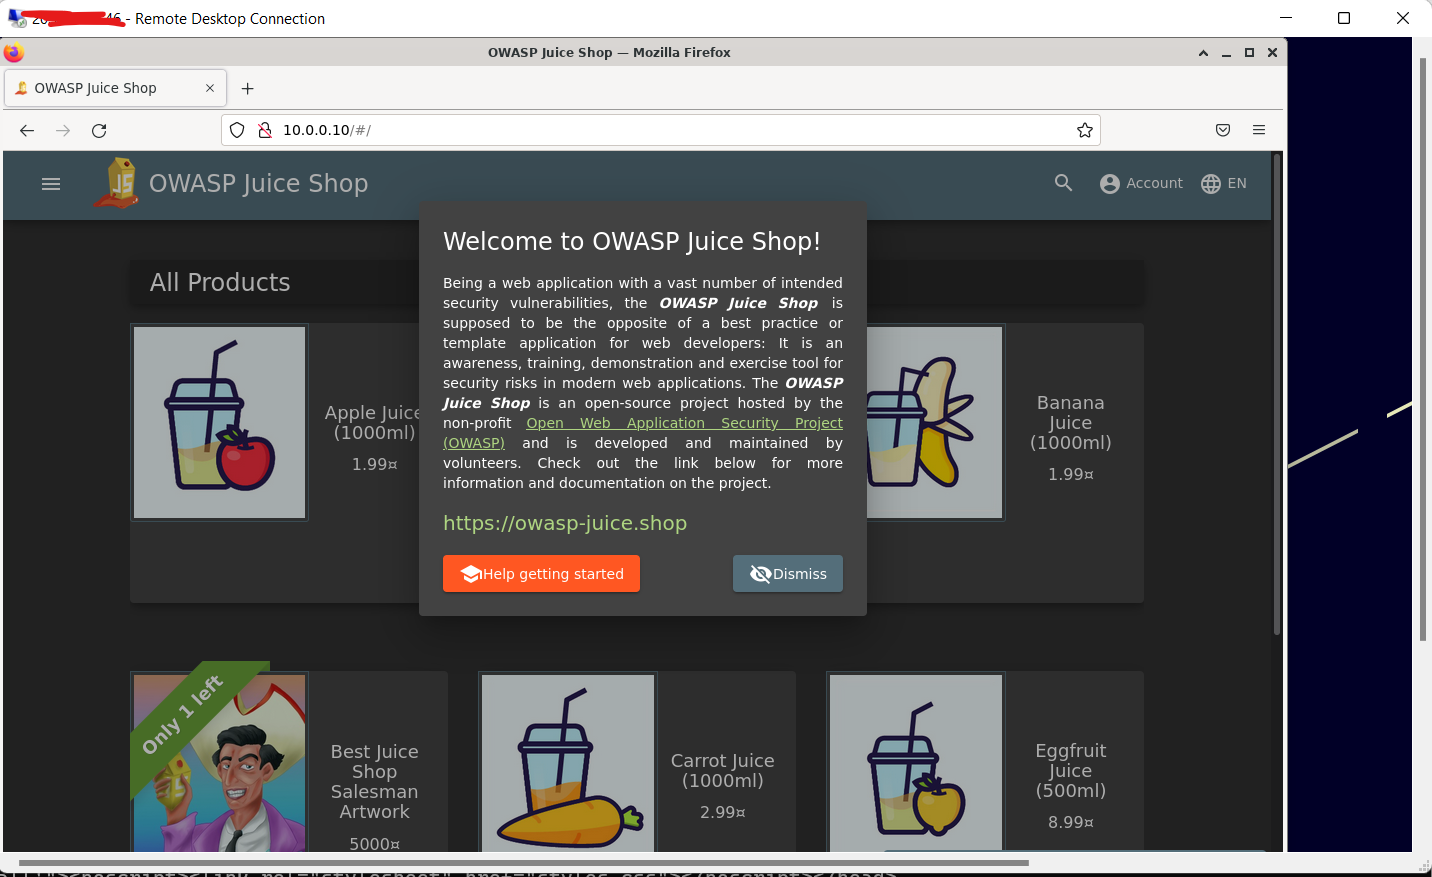 - Remote Desktop Connection
OWASP Juice Shop — Mozilla Firefox
OWASP Juice Shop
10.0.0.10/#/
OWASP Juice Shop
Account
EN
All Products
Apple Juice
(1000ml)
1.99¤
Banana
Juice
(1000ml)
1.99¤
Welcome to OWASP Juice Shop!
Being a web application with a vast number of intended
security vulnerabilities, the OWASP Juice Shop is
supposed to be the opposite of a best practice or
template application for web developers: It is an
awareness, training, demonstration and exercise tool for
security risks in modern web applications. The OWASP
Juice Shop is an open-source project hosted by the
non-profit Open Web Application Security Project
(OWASP) and is developed and maintained by
volunteers. Check out the link below for more
information and documentation on the project.
https://owasp-juice.shop
Help getting started
Dismiss
Only 1 left
Best Juice
Shop
Salesman
Artwork
5000¤
Carrot Juice
(1000ml)
2.99¤
Eggfruit
Juice
(500ml)
8.99¤